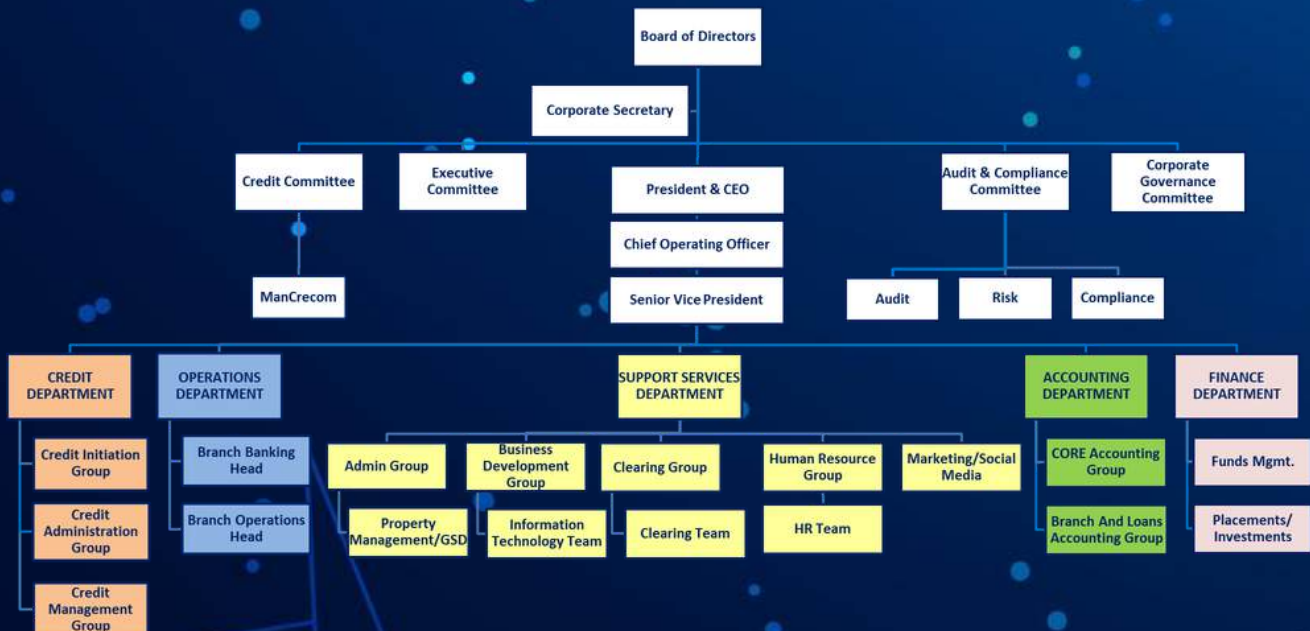 Board of Directors
Corporate Secretary
Credit Committee
Executive
Committee
President & CEO
Audit & Compliance
Committee
Corporate
Governance
Committee
Chief Operating Officer
ManCrecom
Senior Vice President
Audit
Risk
Compliance
CREDIT
DEPARTMENT
OPERATIONS
DEPARTMENT
SUPPORT SERVICES
DEPARTMENT
ACCOUNTING
DEPARTMENT
FINANCE
DEPARTMENT
Credit Initiation
Group
Credit
Administration
Group
Credit
Management
Group
Branch Banking
Head
Branch Operations
Head
Admin Group
Property
Management/GSD
Business
Development
Group
Information
Technology Team
Clearing Group
Clearing Team
Human Resource
Group
HR Team
Marketing/Social
Media
CORE Accounting
Group
Branch And Loans
Accounting Group
Funds Mgmt.
Placements/
Investments